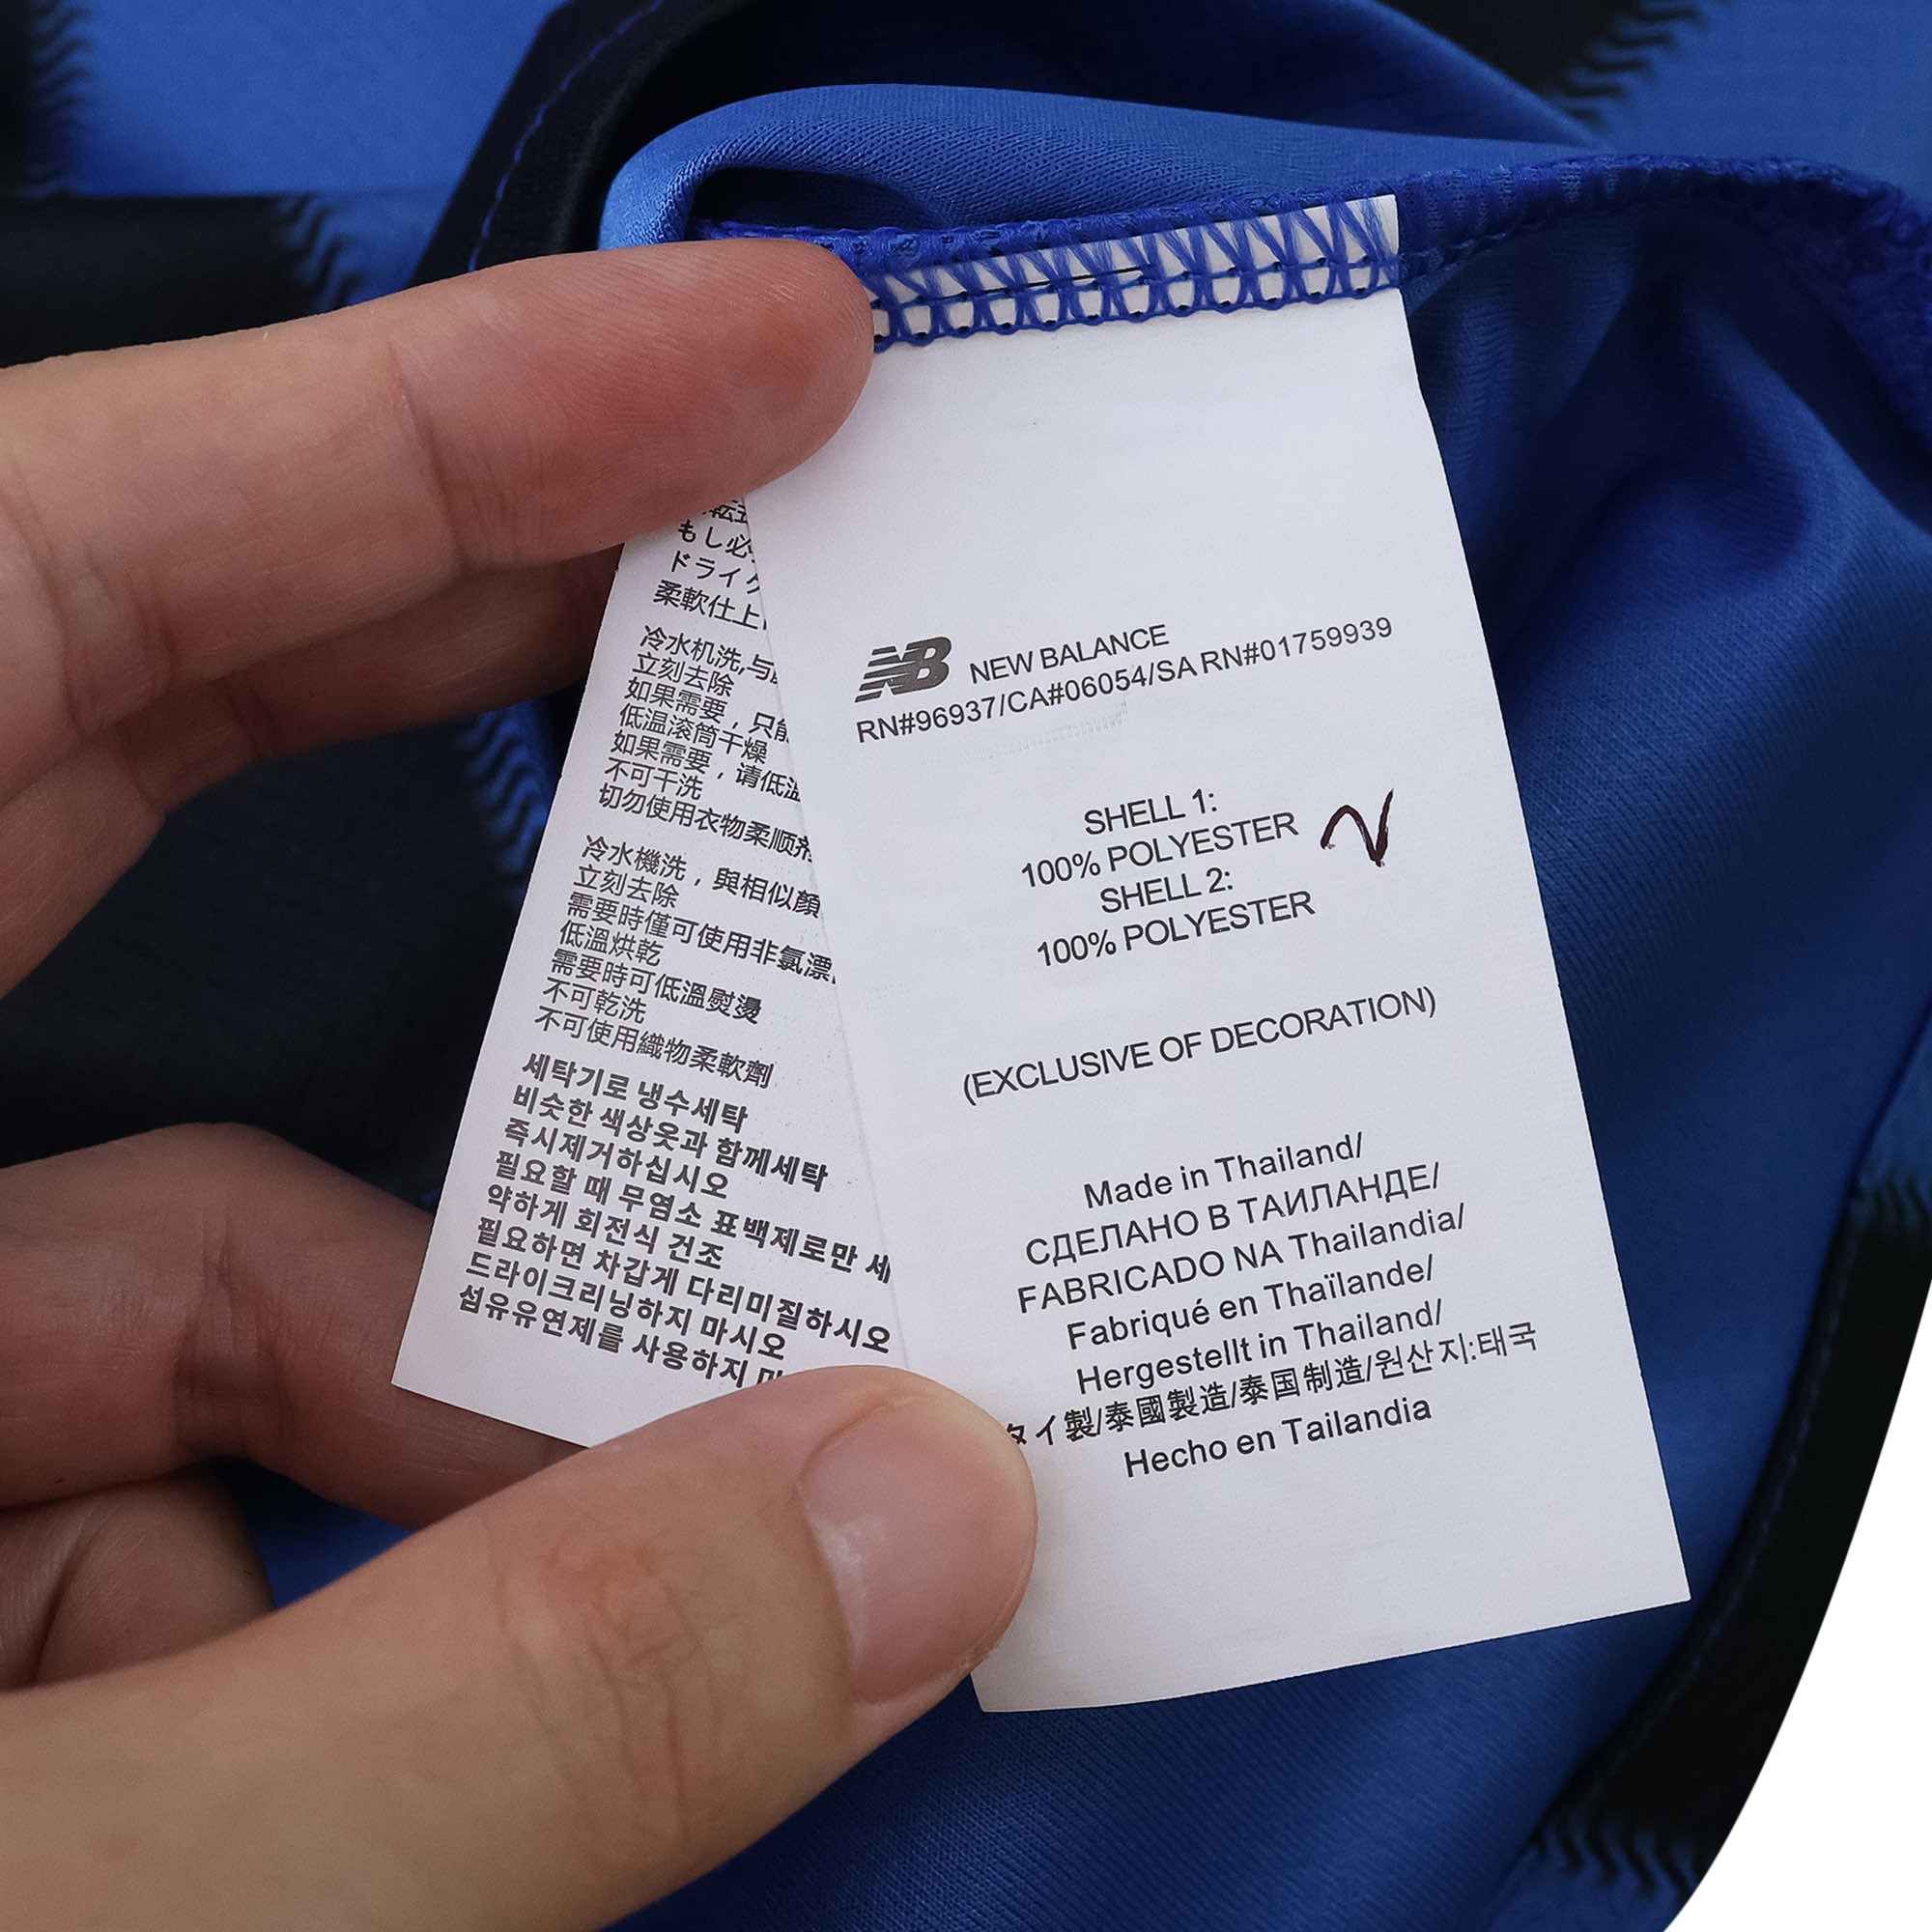 もし必
ドライ
柔軟仕上
冷水机洗,与
立刻去除
如果需要，只能
低温滚筒干燥
如果需要，请低温
不可干洗
切勿使用衣物柔顺剂
冷水機洗，與相似顏
立刻去除
需要時僅可使用非氯漂
低溫烘乾
需要時可低溫熨燙
不可乾洗
不可使用織物柔軟劑
세탁기로 냉수세탁
비슷한 색상옷과 함께세탁
즉시제거하십시오
필요할 때 무염소 표백제로만 세
약하게 회전식 건조
필요하면 차갑게 다리미질하시오
드라이크리닝하지 마시오
섬유유연제를 사용하지 마
NB NEW BALANCE
RN#96937/CA#06054/SA RN#01759939
SHELL 1:
100% POLYESTER
SHELL 2:
100% POLYESTER
(EXCLUSIVE OF DECORATION)
Made in Thailand/
СДЕЛАНО В ТАИЛАНДЕ/
FABRICADO NA Thailandia/
Fabriqué en Thaïlande/
Hergestellt in Thailand/
タイ製/泰國製造/泰国制造/원산지:태국
Hecho en Tailandia